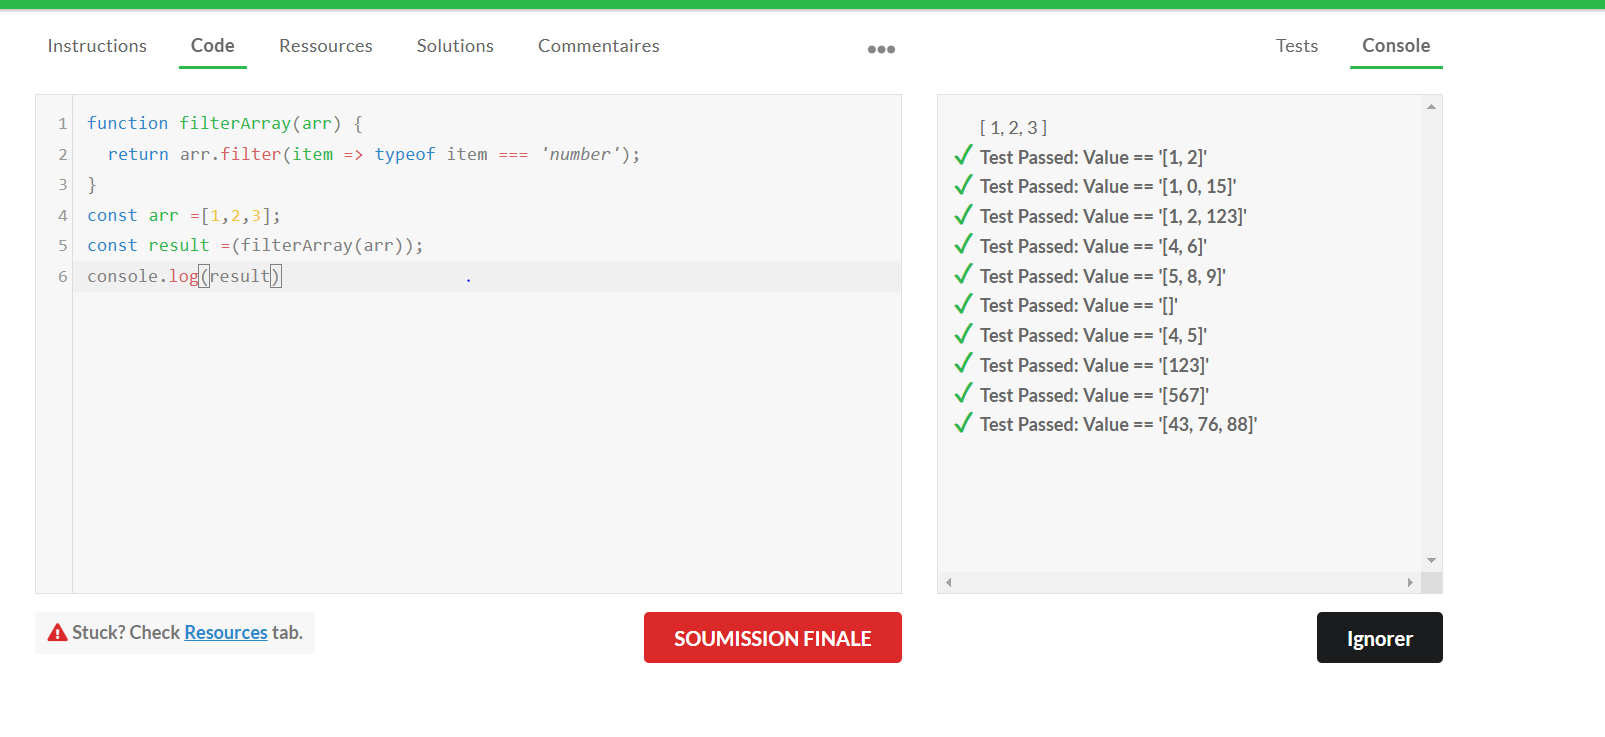 Instructions Code Ressources Solutions Commentaires ••• Tests Console
1 function filterArray(arr) {
2   return arr.filter(item => typeof item === 'number');
3 }
4 const arr =[1,2,3];
5 const result =(filterArray(arr));
6 console.log(result)
[ 1, 2, 3 ]
✓ Test Passed: Value == '[1, 2]'
✓ Test Passed: Value == '[1, 0, 15]'
✓ Test Passed: Value == '[1, 2, 123]'
✓ Test Passed: Value == '[4, 6]'
✓ Test Passed: Value == '[5, 8, 9]'
✓ Test Passed: Value == '[]'
✓ Test Passed: Value == '[4, 5]'
✓ Test Passed: Value == '[123]'
✓ Test Passed: Value == '[567]'
✓ Test Passed: Value == '[43, 76, 88]'
Stuck? Check Resources tab.
SOUMISSION FINALE
Ignorer